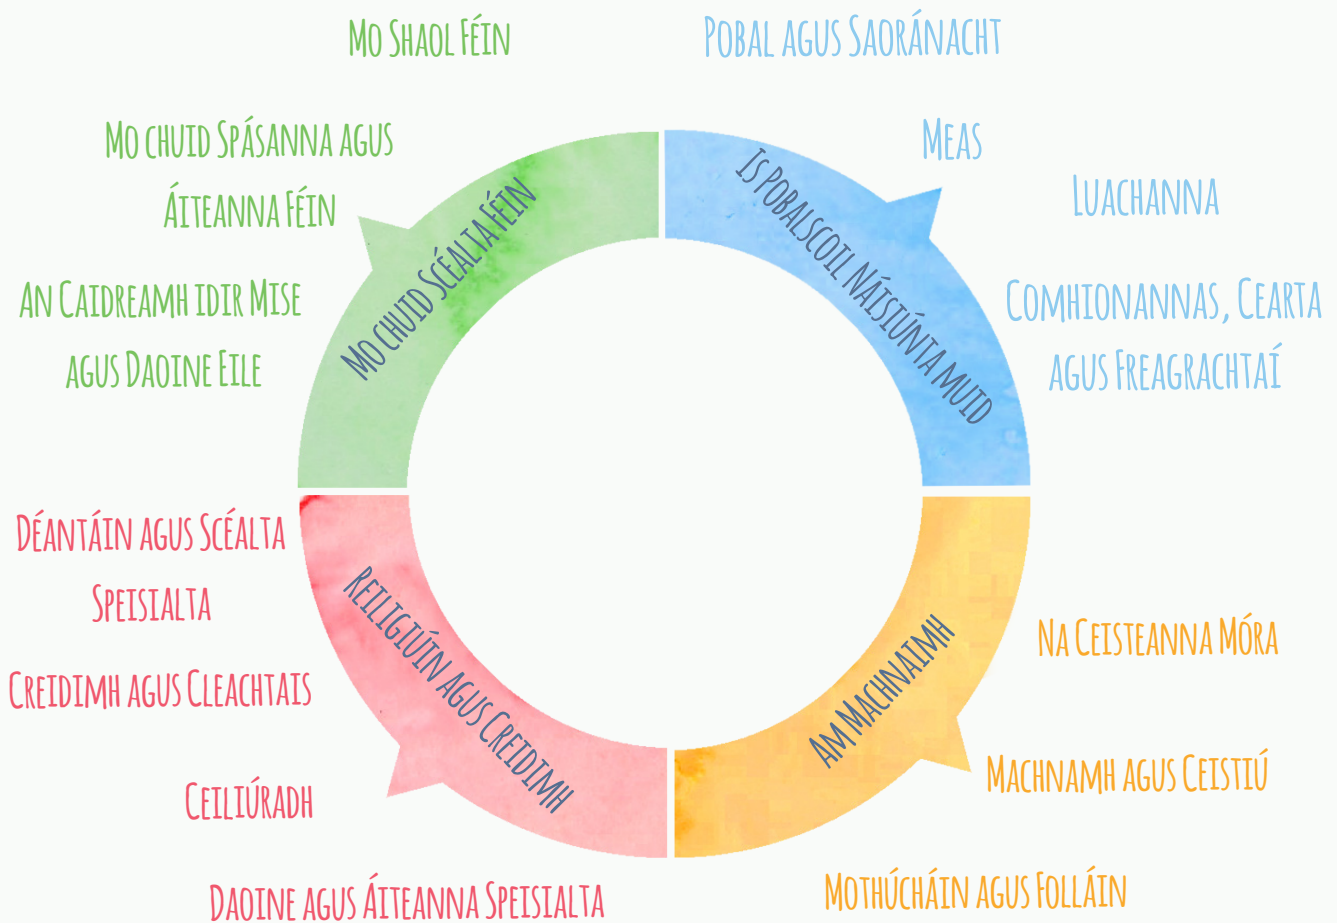 Mo Shaol Féin
Mo chuid Spásanna agus
Áiteanna Féin
An Caidreamh idir Mise
agus Daoine Eile
Mo chuid Scéalta Féin
Pobal agus Saoránacht
Meas
Luachanna
Comhionannas, Cearta
agus Freagrachtaí
Is Pobalscoil Náisiúnta Muid
Déantáin agus Scéalta
Speisialta
Creidimh agus Cleachtais
Ceiliúradh
Daoine agus Áiteanna Speisialta
Reiligiúin agus Creidimh
Na Ceisteanna Móra
Machnamh agus Ceistiú
Mothúcháin agus Folláin
Am Machnaimh